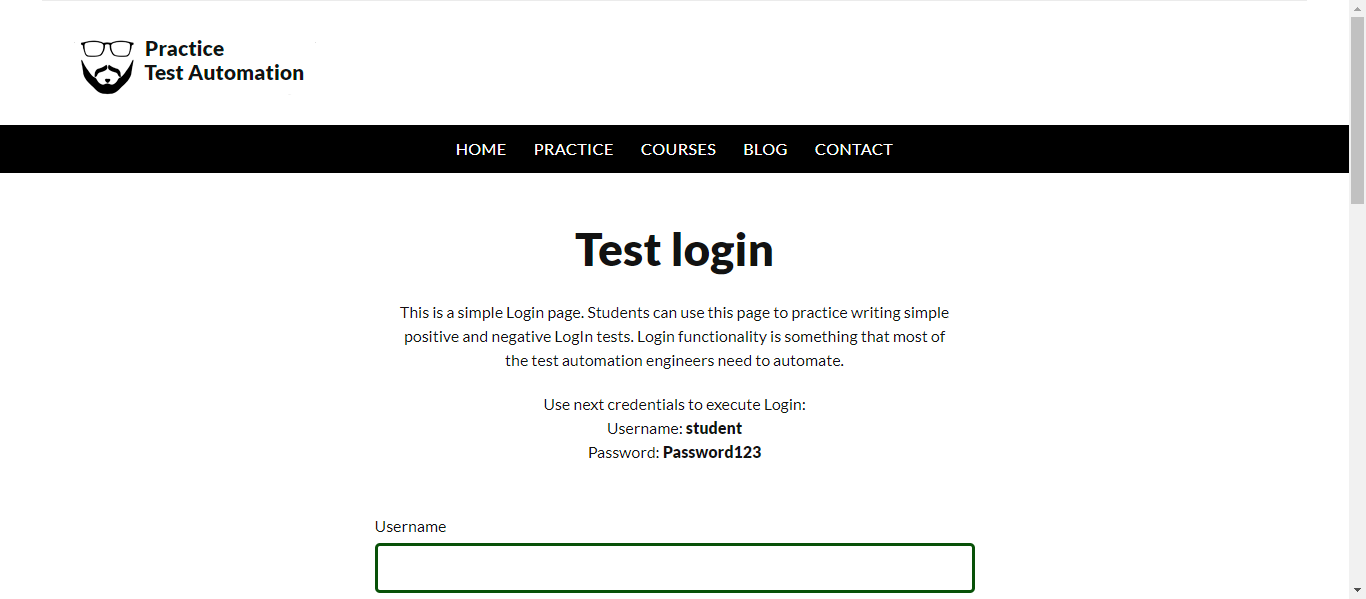 Practice
Test Automation
HOME PRACTICE COURSES BLOG CONTACT
Test login
This is a simple Login page. Students can use this page to practice writing simple
positive and negative LogIn tests. Login functionality is something that most of
the test automation engineers need to automate.
Use next credentials to execute Login:
Username: student
Password: Password123
Username